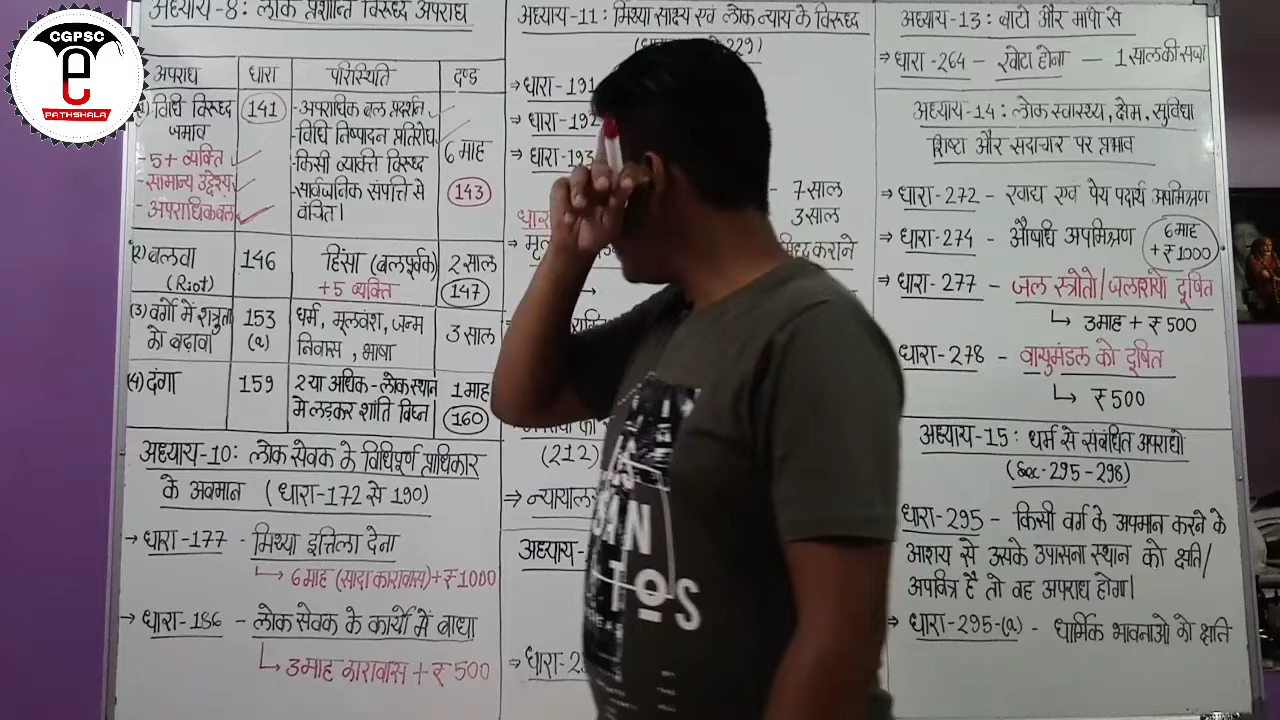 CGPSC
e
PATHSHALA
अध्याय-8: लोक प्रशान्ति विरूध्द अपराध
अपराध धारा परिस्थिति दण्ड
विधि विरूध्द जमाव
- 5+ व्यक्ति
- सामान्य उद्देश्य
- अपराधिक बल
141
- अपराधिक बल प्रदर्शन
- विधि निष्पादन प्रतिरोध
- किसी व्यक्ति विरूध्द
- सार्वजनिक संपत्ति से
वंचित।
6 माह
143
(2) बलवा
(Riot)
146
हिंसा (बलपूर्वक)
+5 व्यक्ति
2 साल
147
(3) वर्गो में शत्रुता
को बढ़ावा
153
(a)
धर्म, मूलवंश, जन्म
निवास, भाषा
3 साल
(4) दंगा
159
2 या अधिक - लोक स्थान
में लड़कर शांति विघ्न
1 माह
160
अध्याय-10: लोक सेवक के विधिपूर्ण प्राधिकार
के अवमान (धारा-172 से 190)
→ धारा-177 - मिथ्या इत्तिला देना
↳ 6 माह (सादा कारावास) + ₹1000
→ धारा-186 - लोक सेवक के कार्यो में बाधा
↳ 3 माह कारावास + ₹500
अध्याय-11: मिथ्या साक्ष्य एवं लोक न्याय के विरूध्द
229)
⇒ धारा-191
⇒ धारा-192
⇒ धारा-193
- 7 साल
3 साल
कराने
(212)
अध्याय-
अध्याय-13: बाटो और मापो से
⇒ धारा-264 - खोटा होना - 1 साल की सजा
अध्याय-14: लोक स्वास्थ्य, क्षेम, सुविधा
शिष्टा और सदाचार पर प्रभाव
⇒ धारा-272 - खाद्य एवं पेय पदार्थ अपमिश्रण
⇒ धारा-274 - औषधि अपमिश्रण
6 माह
+ ₹1000
⇒ धारा-277 - जल स्त्रोतो/जलाशयो दूषित
↳ 3 माह + ₹500
धारा-278 - वायुमंडल को दूषित
↳ ₹500
अध्याय-15: धर्म से संबंधित अपराधो
(Sec-295-298)
धारा-295 - किसी वर्ग के अपमान करने के
आशय से उसके उपासना स्थान को क्षति/
अपवित्र है तो वह अपराध होगा।
⇒ धारा-295-(a) - धार्मिक भावनाओ को क्षति